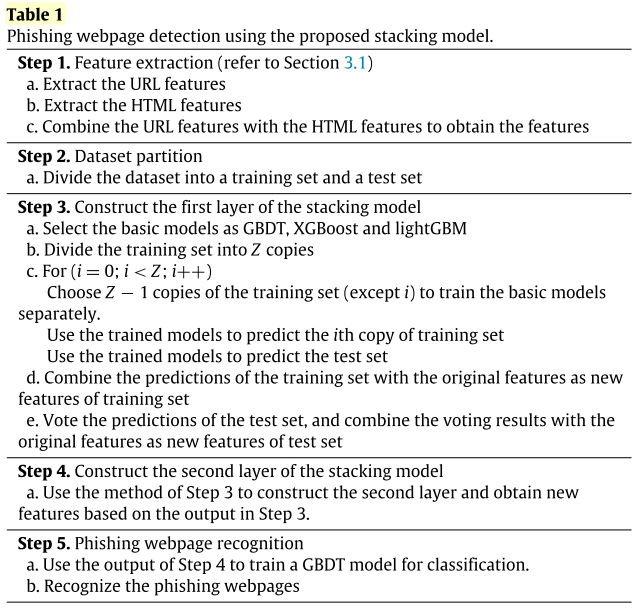 Table 1
Phishing webpage detection using the proposed stacking model.
Step 1. Feature extraction (refer to Section 3.1)
a. Extract the URL features
b. Extract the HTML features
c. Combine the URL features with the HTML features to obtain the features
Step 2. Dataset partition
a. Divide the dataset into a training set and a test set
Step 3. Construct the first layer of the stacking model
a. Select the basic models as GBDT, XGBoost and lightGBM
b. Divide the training set into Z copies
c. For (i = 0; i < Z; i++)
Choose Z − 1 copies of the training set (except i) to train the basic models
separately.
Use the trained models to predict the ith copy of training set
Use the trained models to predict the test set
d. Combine the predictions of the training set with the original features as new
features of training set
e. Vote the predictions of the test set, and combine the voting results with the
original features as new features of test set
Step 4. Construct the second layer of the stacking model
a. Use the method of Step 3 to construct the second layer and obtain new
features based on the output in Step 3.
Step 5. Phishing webpage recognition
a. Use the output of Step 4 to train a GBDT model for classification.
b. Recognize the phishing webpages